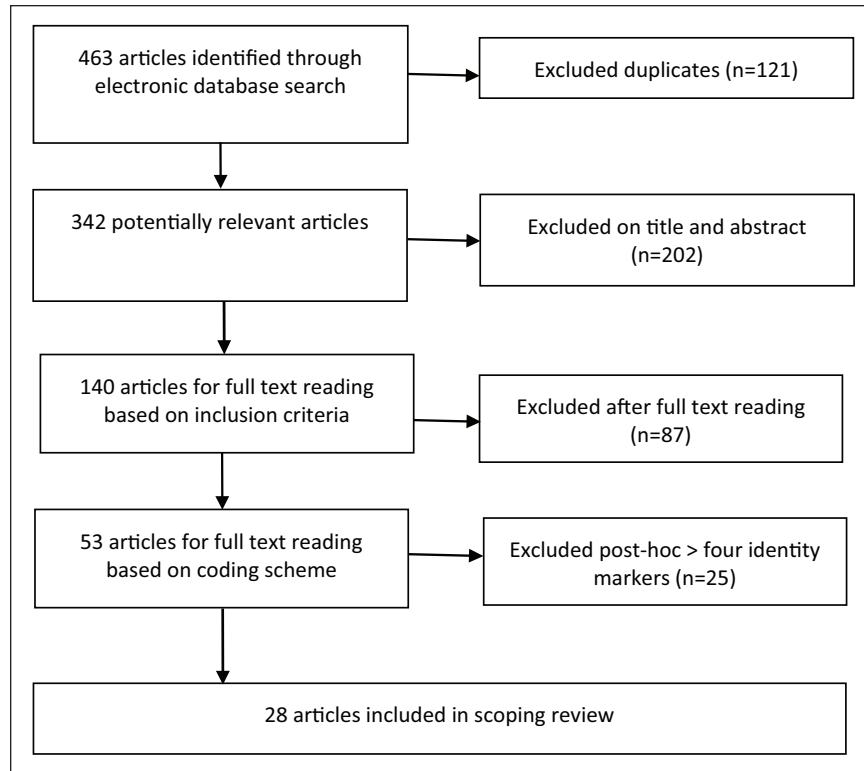 463 articles identified through
electronic database search
Excluded duplicates (n=121)
342 potentially relevant articles
Excluded on title and abstract
(n=202)
140 articles for full text reading
based on inclusion criteria
Excluded after full text reading
(n=87)
53 articles for full text reading
based on coding scheme
Excluded post-hoc > four identity
markers (n=25)
28 articles included in scoping review